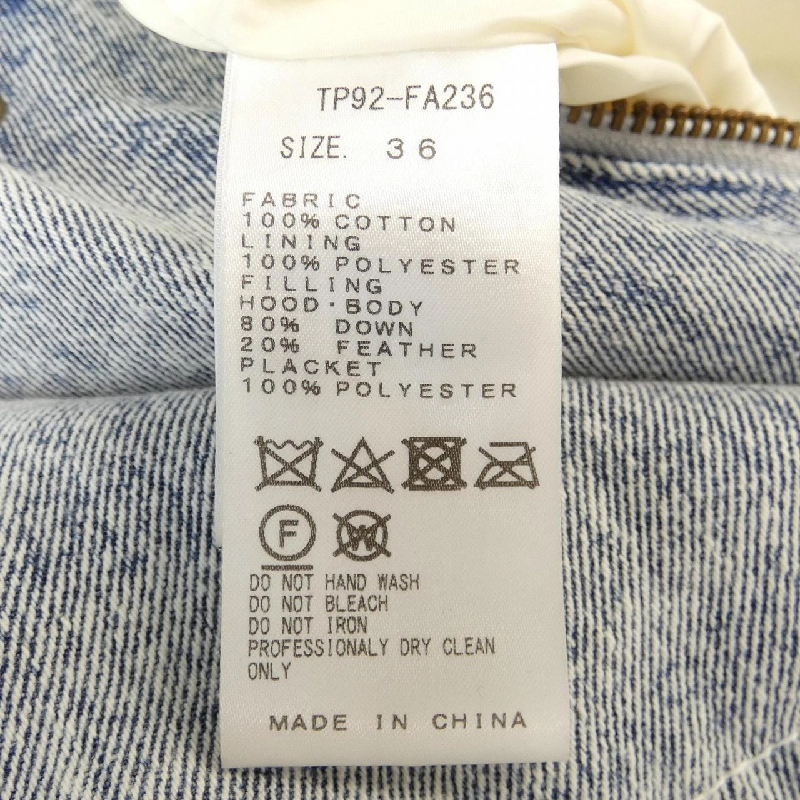 TP92-FA236
SIZE. 36
FABRIC
100% COTTON
LINING
100% POLYESTER
FILLING
HOOD・BODY
80% DOWN
20% FEATHER
PLACKET
100% POLYESTER
F W
DO NOT HAND WASH
DO NOT BLEACH
DO NOT IRON
PROFESSIONALY DRY CLEAN
ONLY
MADE IN CHINA